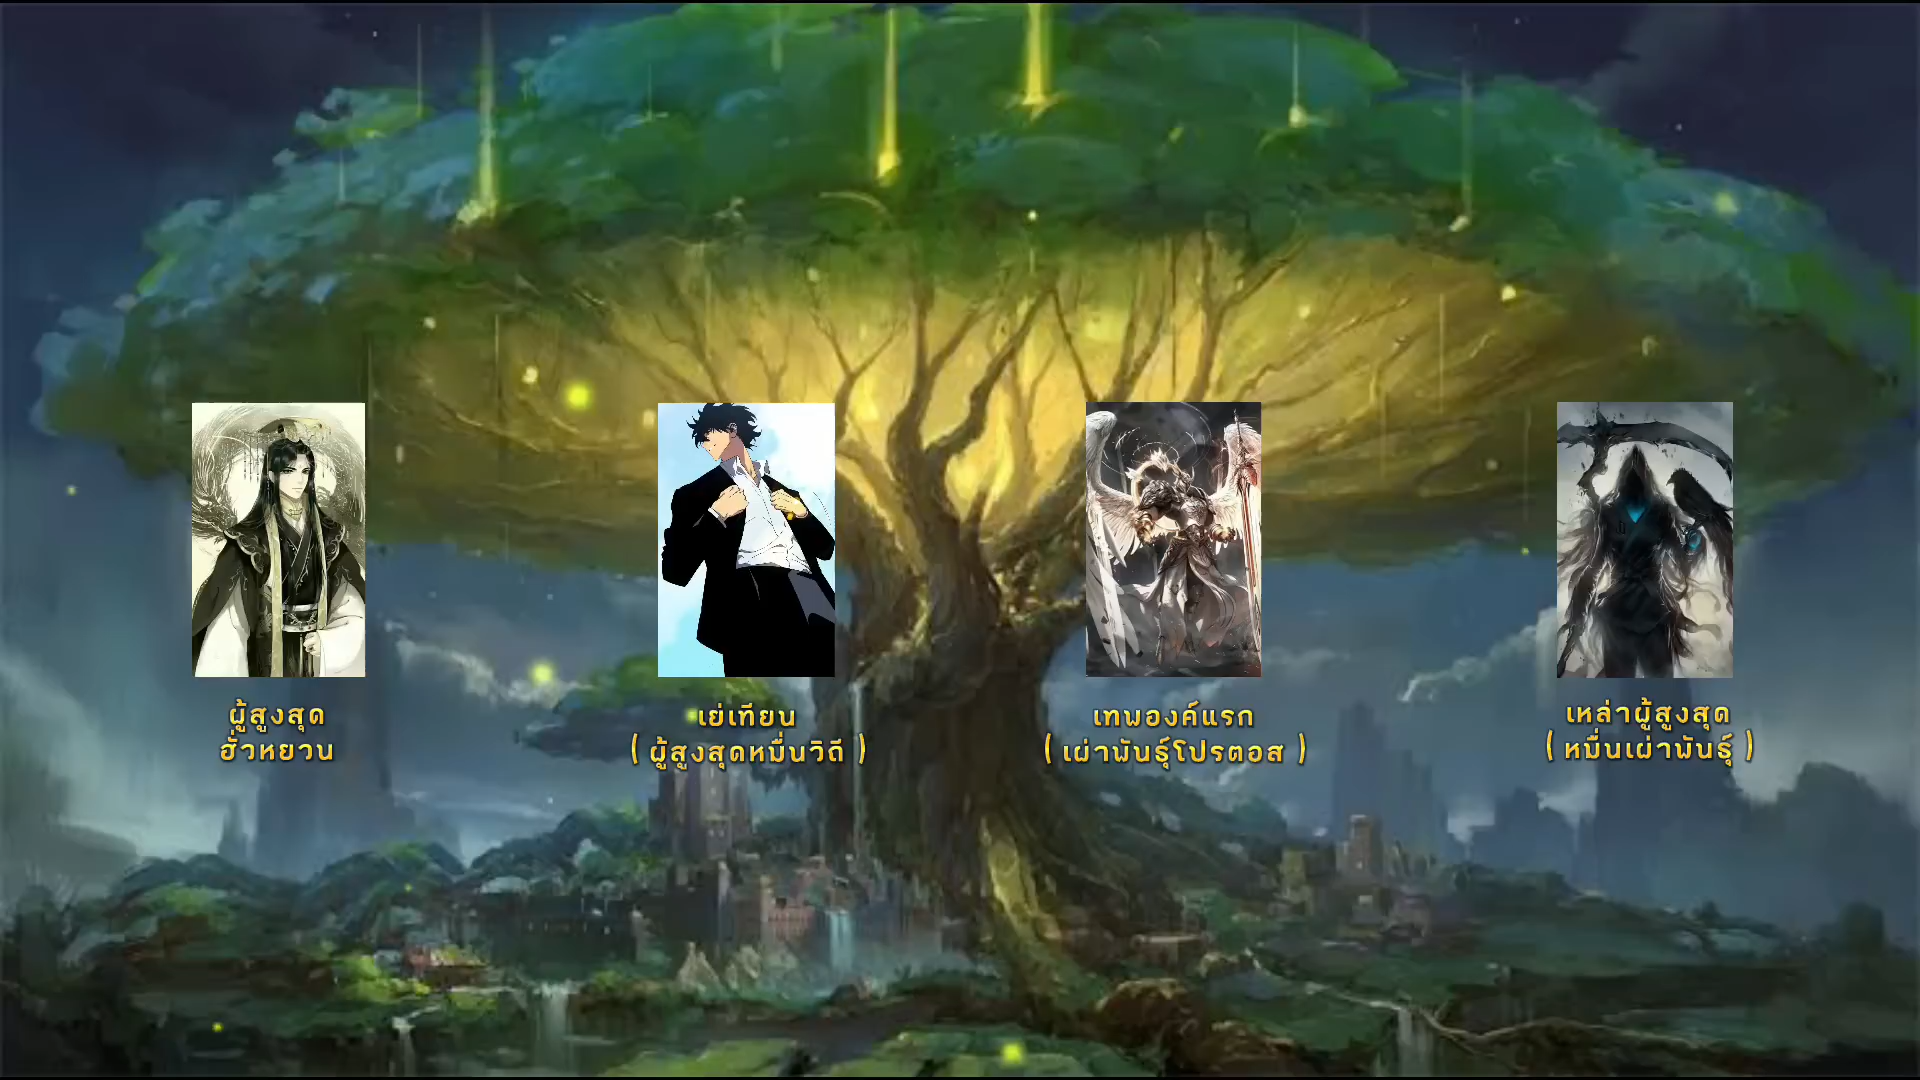 ผู้สูงสุด
ฮั่วหยวน
เย่เทียน
( ผู้สูงสุดหมื่นวิถี )
เทพองค์แรก
( เผ่าพันธุ์โปรตอส )
เหล่าผู้สูงสุด
( หมื่นเผ่าพันธุ์ )